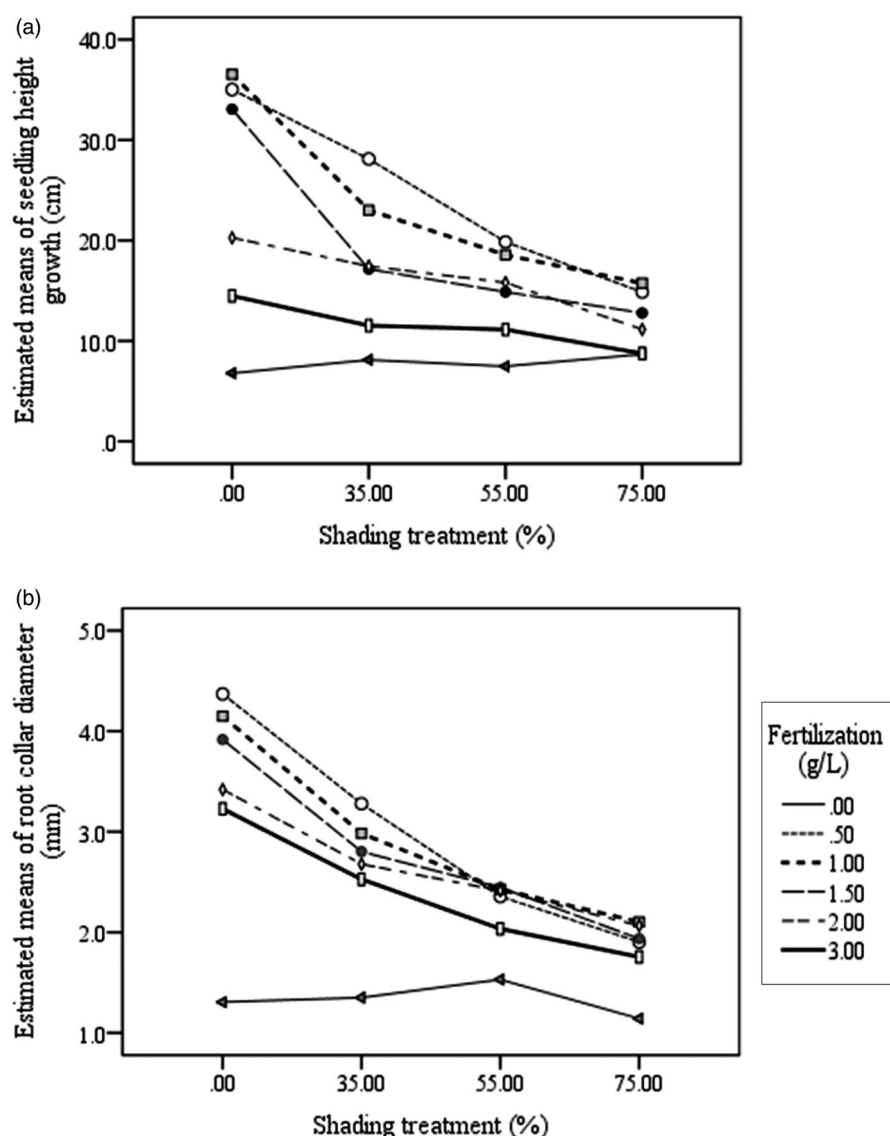 (a)
40.0
30.0
20.0
10.0
.0
Estimated means of seedling height
growth (cm)
.00 35.00 55.00 75.00
Shading treatment (%)
(b)
5.0
4.0
3.0
2.0
1.0
Estimated means of root collar diameter
(mm)
.00 35.00 55.00 75.00
Shading treatment (%)
Fertilization
(g/L)
.00
.50
1.00
1.50
2.00
3.00